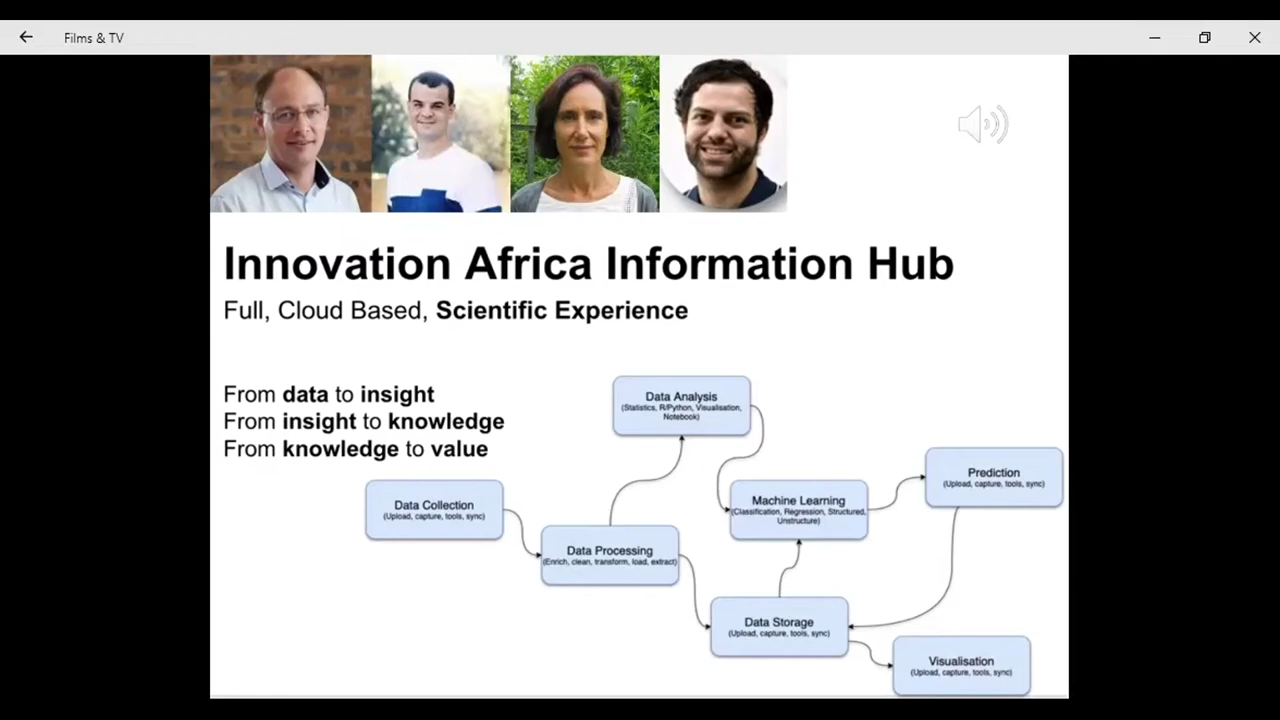 Films & TV
Innovation Africa Information Hub
Full, Cloud Based, Scientific Experience
From data to insight
From insight to knowledge
From knowledge to value
Data Analysis
(Statistics, R/Python, Visualisation,
Notebook)
Prediction
(Upload, capture, tools, sync)
Data Collection
(Upload, capture, tools, sync)
Machine Learning
(Classification, Regression, Structured,
Unstructure)
Data Processing
(Enrich, clean, transform, load, extract)
Data Storage
(Upload, capture, tools, sync)
Visualisation
(Upload, capture, tools, sync)